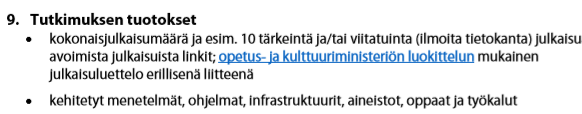 9. Tutkimuksen tuotokset
• kokonaisjulkaisumäärä ja esim. 10 tärkeintä ja/tai viitatuinta (ilmoita tietokanta) julkaisu
avoimista julkaisuista linkit; opetus- ja kulttuuriministeriön luokittelun mukainen
julkaisuluettelo erillisenä liitteenä
• kehitetyt menetelmät, ohjelmat, infrastruktuurit, aineistot, oppaat ja työkalut